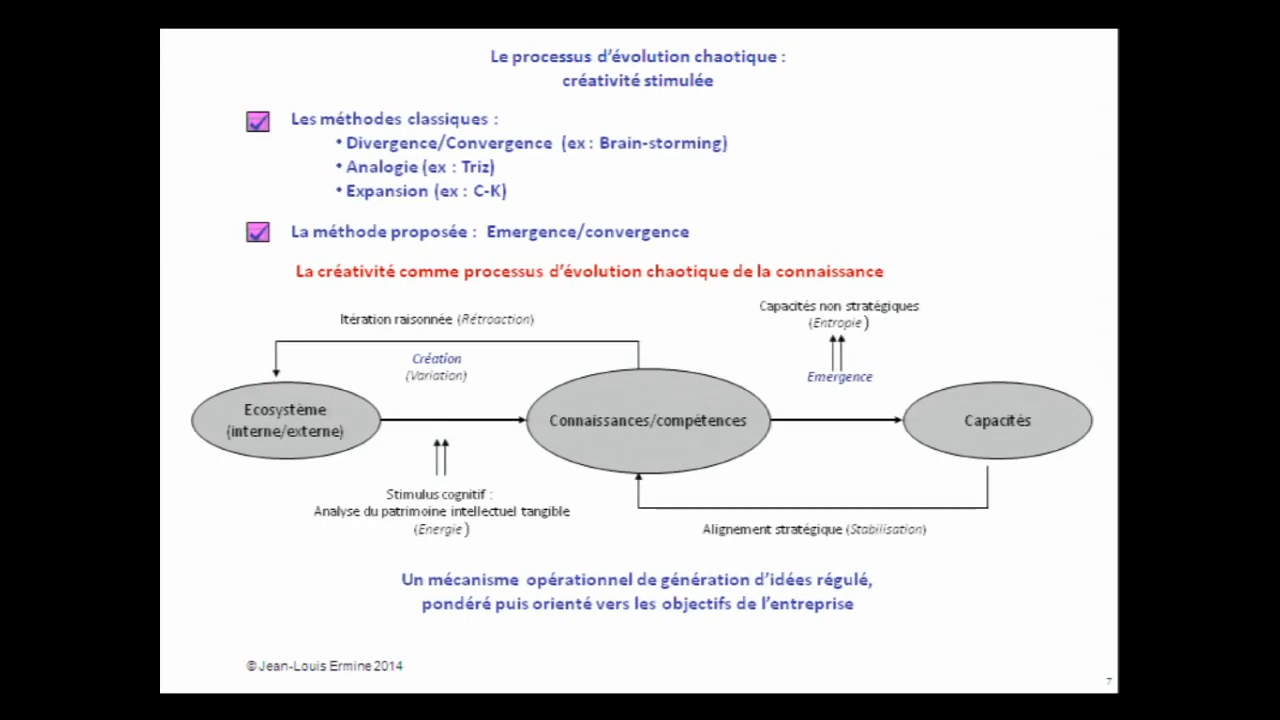 Le processus d’évolution chaotique :
créativité stimulée
Les méthodes classiques :
• Divergence/Convergence (ex : Brain-storming)
• Analogie (ex : Triz)
• Expansion (ex : C-K)
La méthode proposée : Emergence/convergence
La créativité comme processus d’évolution chaotique de la connaissance
Capacités non stratégiques
(Entropie)
Itération raisonnée (Rétroaction)
Création
(Variation)
Emergence
Ecosystème
(interne/externe)
Connaissances/compétences
Capacités
Stimulus cognitif :
Analyse du patrimoine intellectuel tangible
(Energie)
Alignement stratégique (Stabilisation)
Un mécanisme opérationnel de génération d’idées régulé,
pondéré puis orienté vers les objectifs de l’entreprise
© Jean-Louis Ermine 2014
7